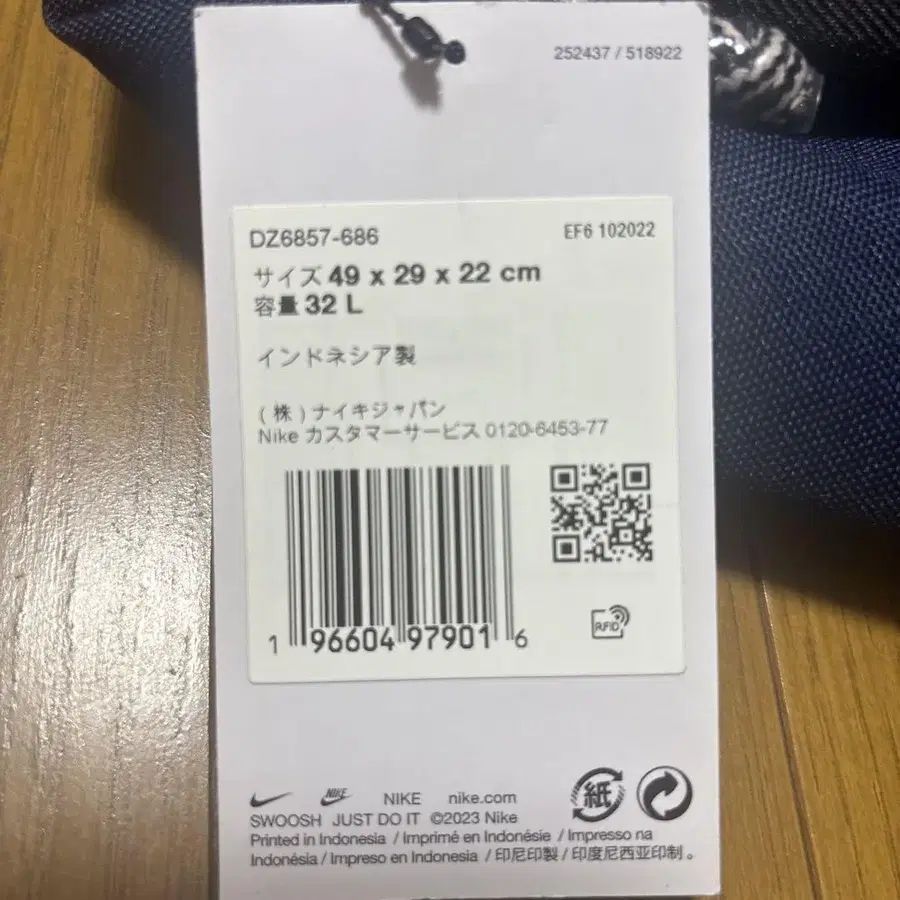 252437 / 518922
DZ6857-686
EF6 102022
サイズ 49 x 29 x 22 cm
容量 32 L
インドネシア製
(株)ナイキジャパン
Nike カスタマーサービス 0120-6453-77
1 96604 97901 6
RFID
NIKE
NIKE nike.com
紙
SWOOSH JUST DO IT ©2023 Nike
Printed in Indonesia / Imprimé en Indonésie / Impresso na
Indonésia / Impreso en Indonesia / 印尼印製 / 印度尼西亚印制。